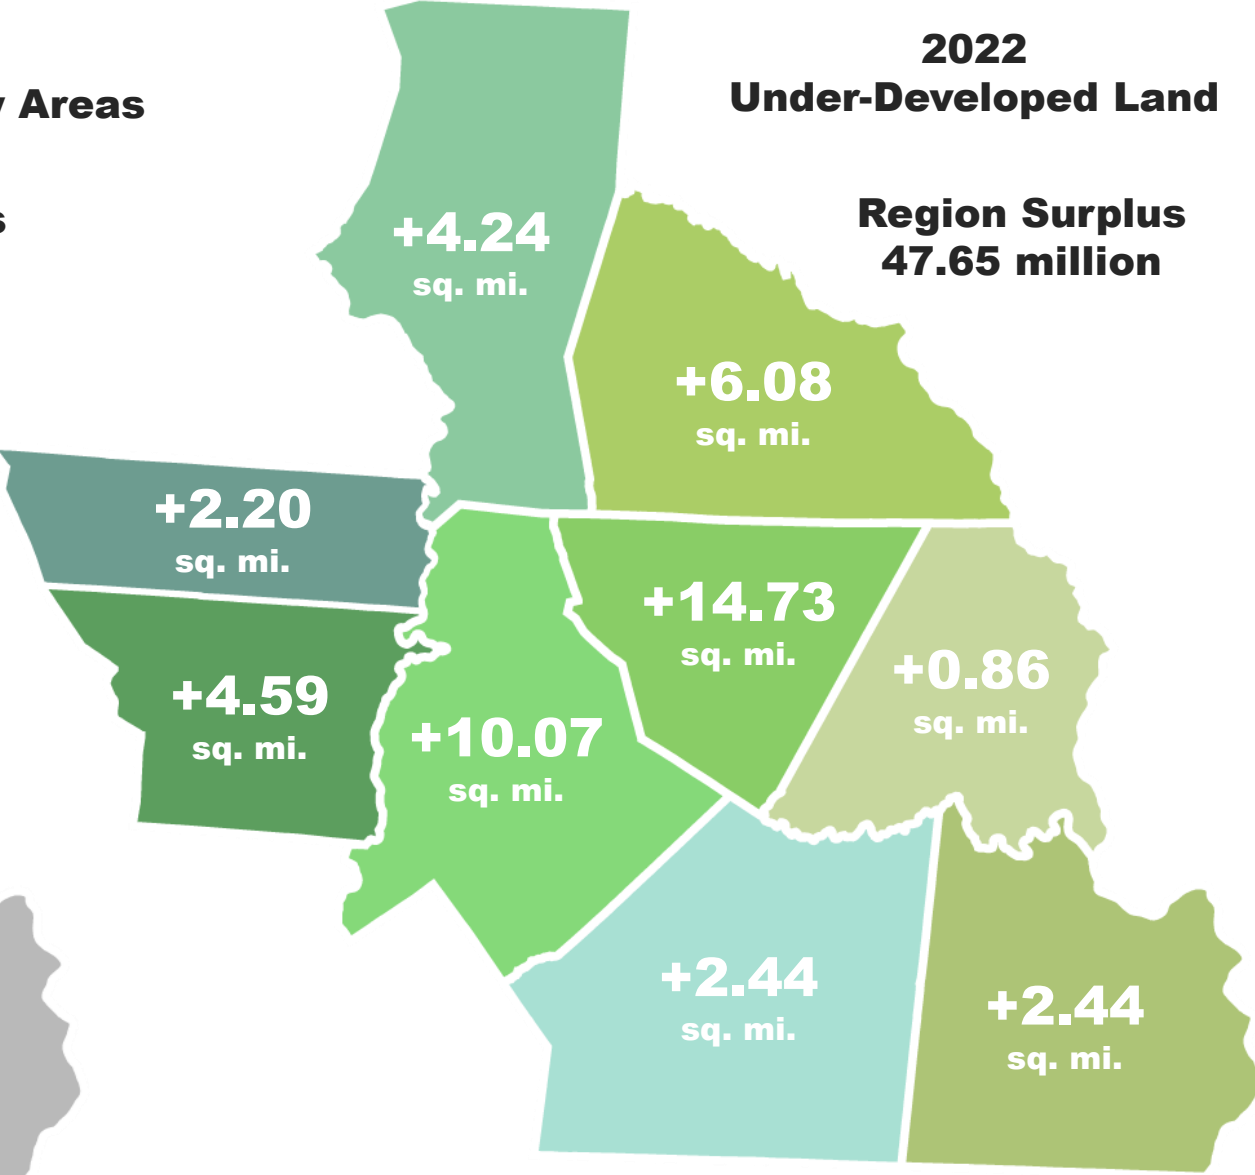 2022
Under-Developed Land
Areas
Region Surplus
47.65 million
+4.24
sq. mi.
+6.08
sq. mi.
+2.20
sq. mi.
+14.73
sq. mi.
+0.86
sq. mi.
+4.59
sq. mi.
+10.07
sq. mi.
+2.44
sq. mi.
+2.44
sq. mi.